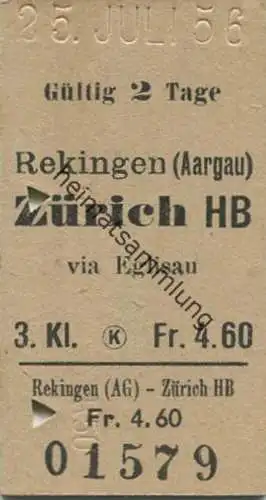 25. JULI 56
Gültig 2 Tage
Rekingen (Aargau)
Zürich HB
via Eglisau
3. Kl. K Fr. 4.60
Rekingen (AG) - Zürich HB
Fr. 4.60
01579
heimatsammlung.de